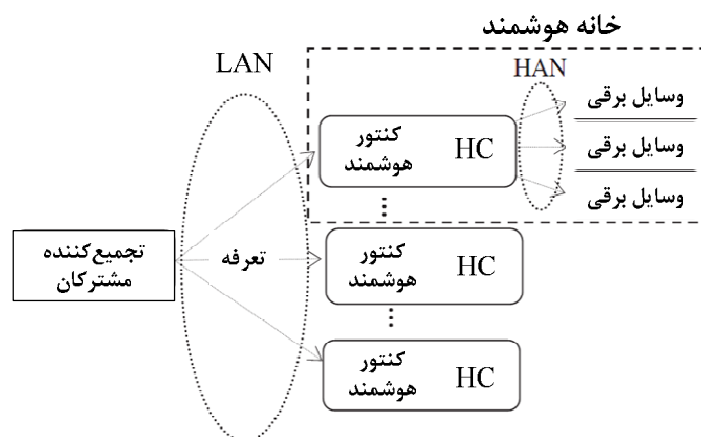 خانه هوشمند
LAN
HAN
وسایل برقی
وسایل برقی
وسایل برقی
کنتور
هوشمند
HC
تجمیع‌کننده
مشترکان
تعرفه
کنتور
هوشمند
HC
کنتور
هوشمند
HC